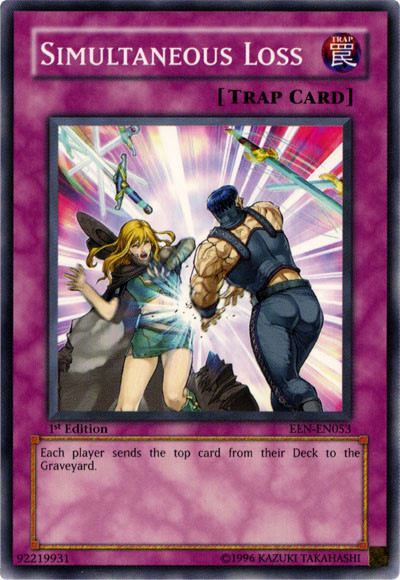 SIMULTANEOUS LOSS
TRAP
罠
[TRAP CARD]
1st Edition
EEN-EN053
Each player sends the top card from their Deck to the
Graveyard.
92219931
©1996 KAZUKI TAKAHASHI